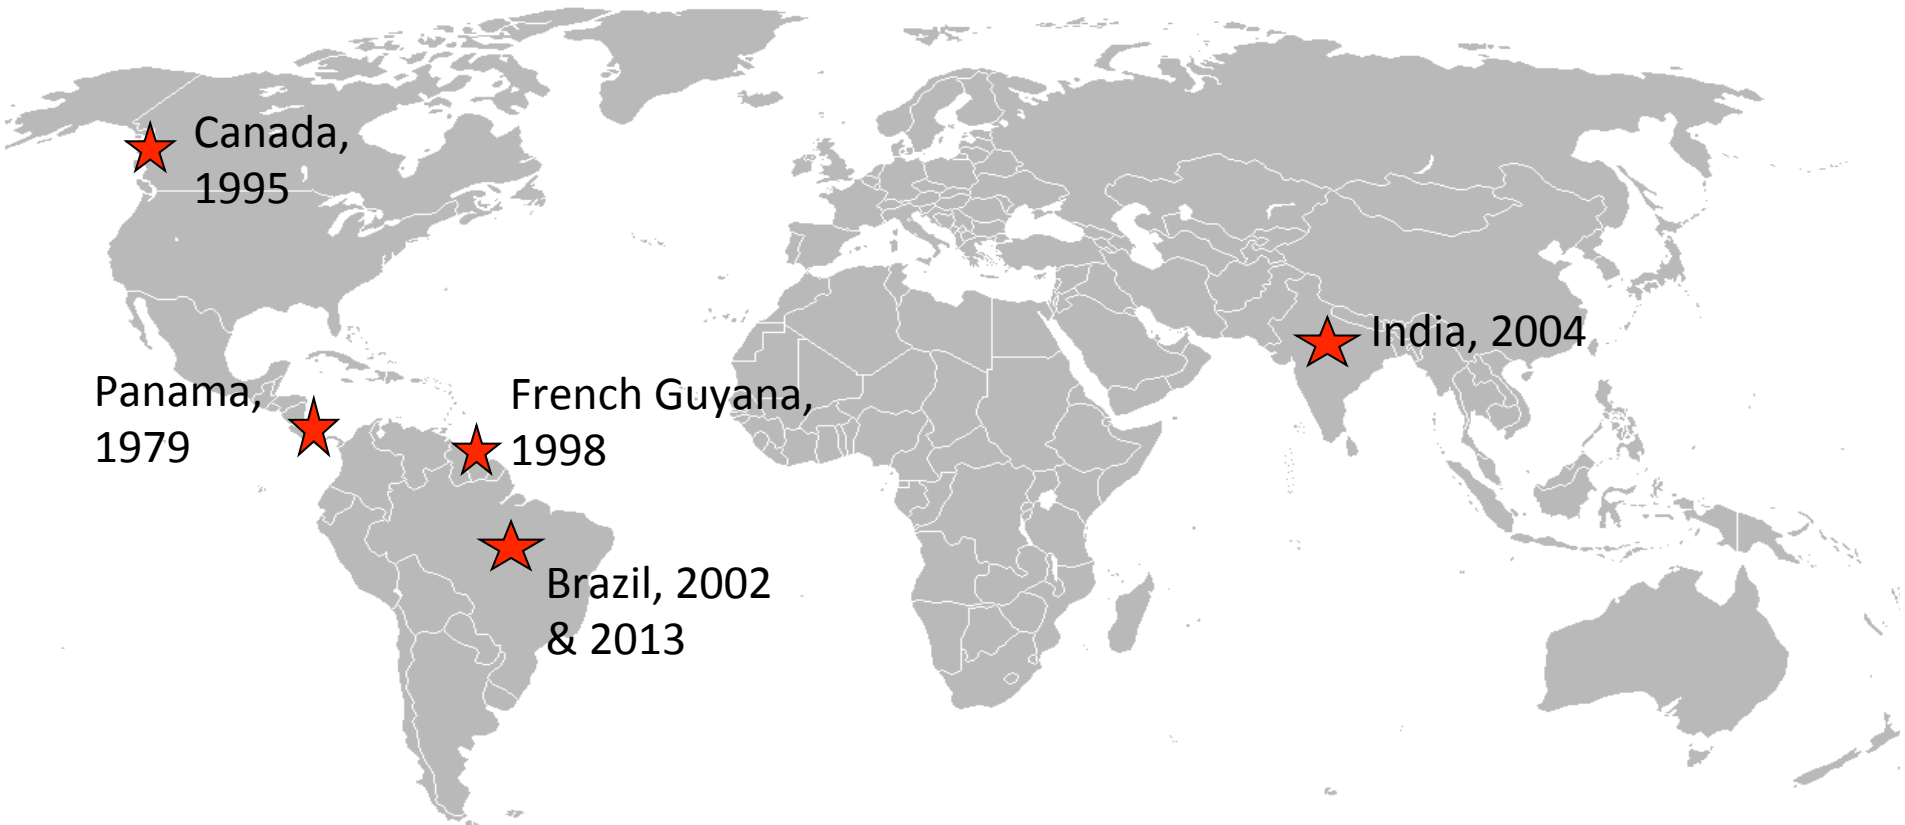 Canada,
1995
Panama,
1979
French Guyana,
1998
India, 2004
Brazil, 2002
& 2013